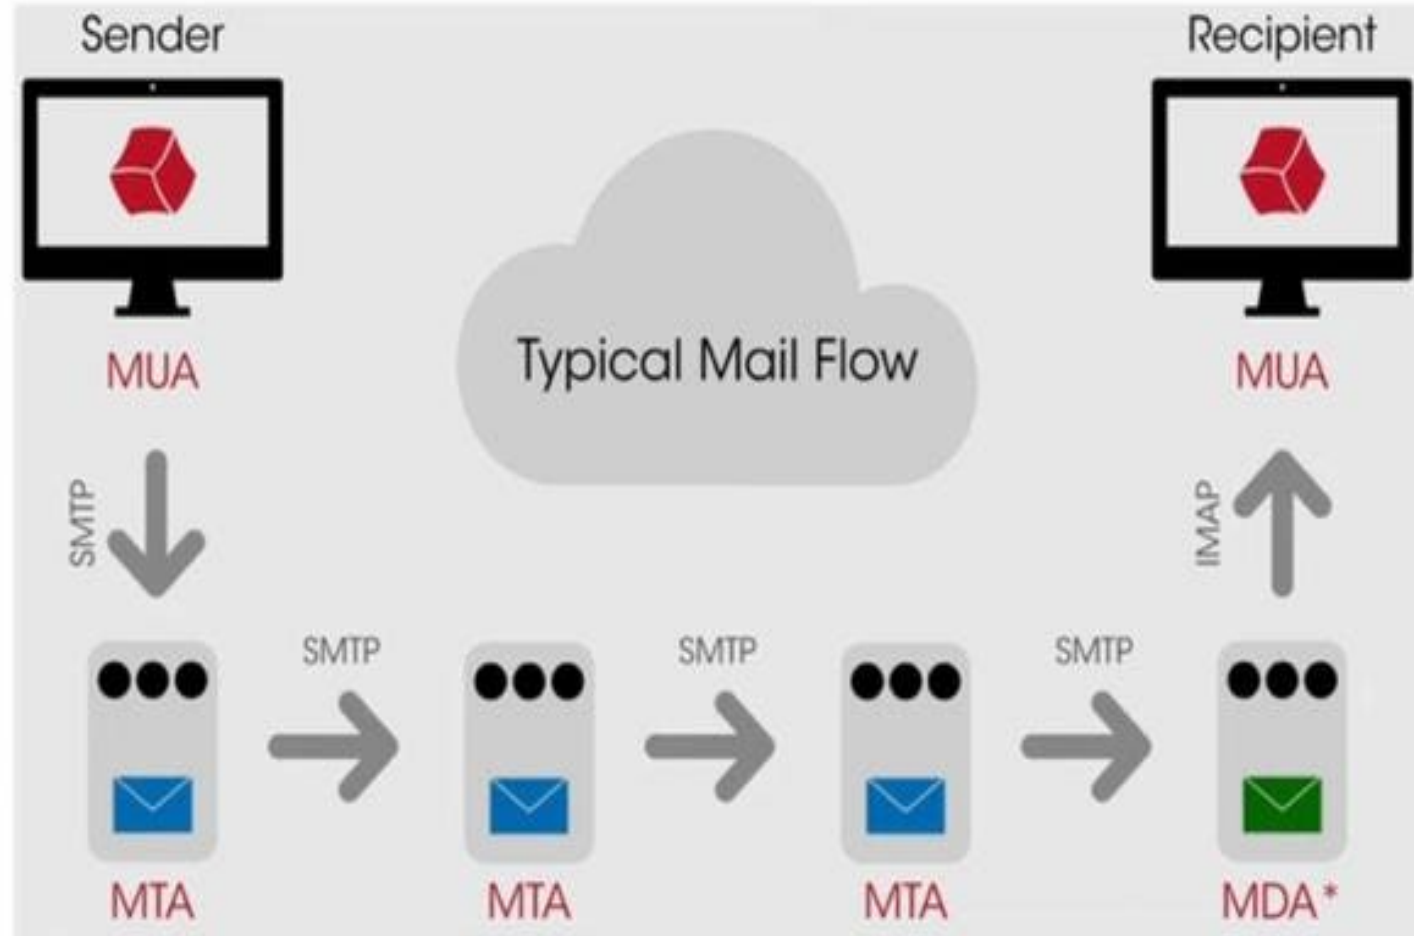 Sender
Recipient
Typical Mail Flow
MUA
MUA
SMTP
IMAP
SMTP
SMTP
SMTP
MTA
MTA
MTA
MDA*